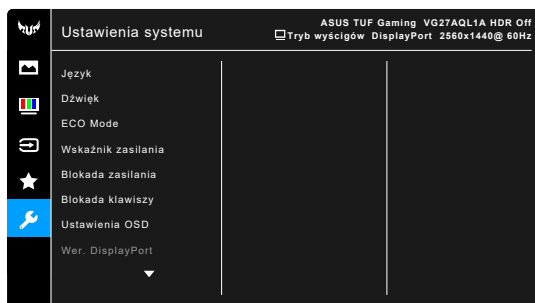 Ustawienia systemu
ASUS TUF Gaming VG27AQL1A HDR Off
Tryb wyścigów DisplayPort 2560x1440@ 60Hz
Język
Dźwięk
ECO Mode
Wskaźnik zasilania
Blokada zasilania
Blokada klawiszy
Ustawienia OSD
Wer. DisplayPort